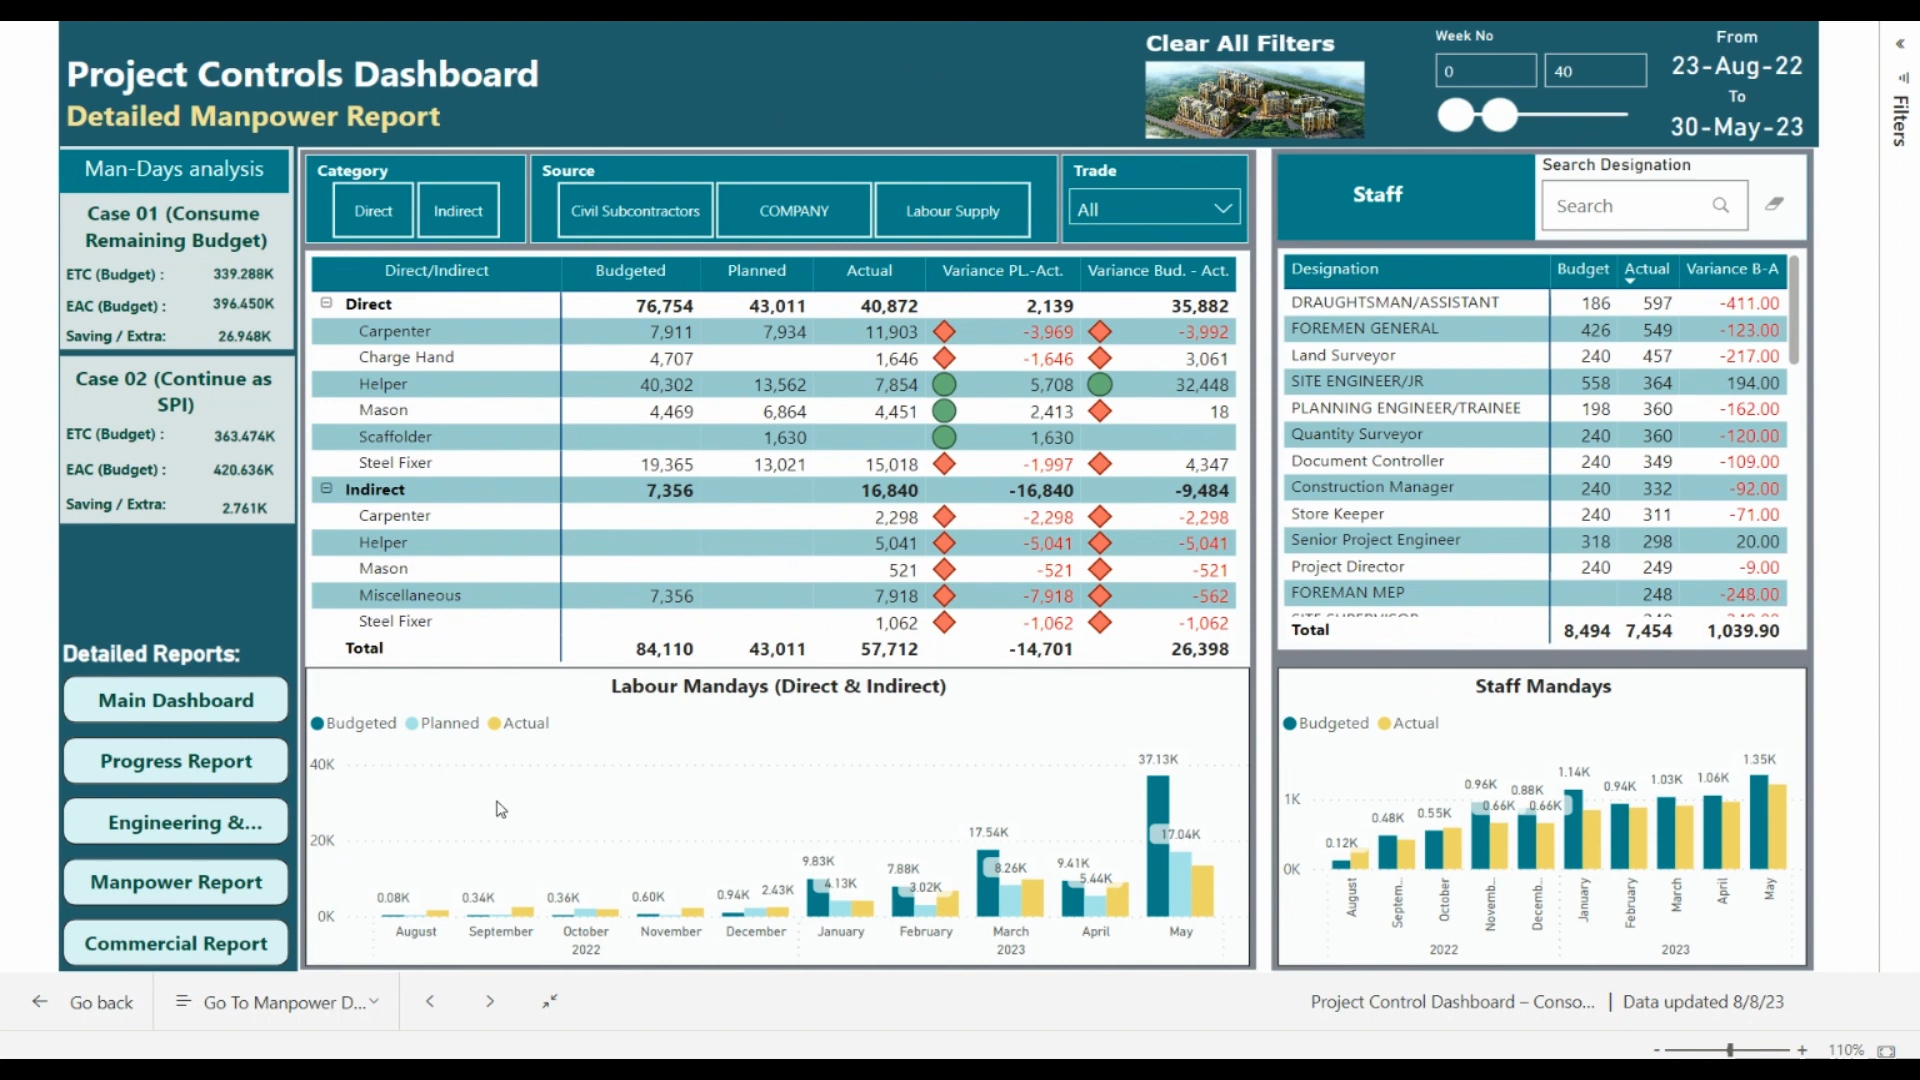 Project Controls Dashboard
Detailed Manpower Report
Clear All Filters
Week No
0 40
From
23-Aug-22
To
30-May-23
Filters
Man-Days analysis
Case 01 (Consume
Remaining Budget)
ETC (Budget) : 339.288K
EAC (Budget) : 396.450K
Saving / Extra: 26.948K
Case 02 (Continue as
SPI)
ETC (Budget) : 363.474K
EAC (Budget) : 420.636K
Saving / Extra: 2.761K
Detailed Reports:
Main Dashboard
Progress Report
Engineering &...
Manpower Report
Commercial Report
Category
Direct Indirect
Source
Civil Subcontractors COMPANY Labour Supply
Trade
All
Direct/Indirect Budgeted Planned Actual Variance PL.-Act. Variance Bud. - Act.
Direct 76,754 43,011 40,872 2,139 35,882
Carpenter 7,911 7,934 11,903 -3,969 -3,992
Charge Hand 4,707 1,646 -1,646 3,061
Helper 40,302 13,562 7,854 5,708 32,448
Mason 4,469 6,864 4,451 2,413 18
Scaffolder 1,630 1,630
Steel Fixer 19,365 13,021 15,018 -1,997 4,347
Indirect 7,356 16,840 -16,840 -9,484
Carpenter 2,298 -2,298 -2,298
Helper 5,041 -5,041 -5,041
Mason 521 -521 -521
Miscellaneous 7,356 7,918 -7,918 -562
Steel Fixer 1,062 -1,062 -1,062
Total 84,110 43,011 57,712 -14,701 26,398
Staff
Search Designation
Search
Designation Budget Actual Variance B-A
DRAUGHTSMAN/ASSISTANT 186 597 -411.00
FOREMEN GENERAL 426 549 -123.00
Land Surveyor 240 457 -217.00
SITE ENGINEER/JR 558 364 194.00
PLANNING ENGINEER/TRAINEE 198 360 -162.00
Quantity Surveyor 240 360 -120.00
Document Controller 240 349 -109.00
Construction Manager 240 332 -92.00
Store Keeper 240 311 -71.00
Senior Project Engineer 318 298 20.00
Project Director 240 249 -9.00
FOREMAN MEP 248 -248.00
Total 8,494 7,454 1,039.90
Labour Mandays (Direct & Indirect)
Budgeted Planned Actual
40K
20K
0K
0.08K 0.34K 0.36K 0.60K 0.94K 2.43K 9.83K 4.13K 7.88K 3.02K 17.54K 8.26K 9.41K 5.44K 37.13K 17.04K
August September October November December January February March April May
2022 2023
Staff Mandays
Budgeted Actual
1K
0K
0.12K 0.48K 0.55K 0.96K 0.66K 0.88K 0.66K 1.14K 0.94K 1.03K 1.06K 1.35K
August Septem... October Novemb... Decemb... January February March April May
2022 2023
Go back
Go To Manpower D...
Project Control Dashboard – Conso... | Data updated 8/8/23
- + 110%